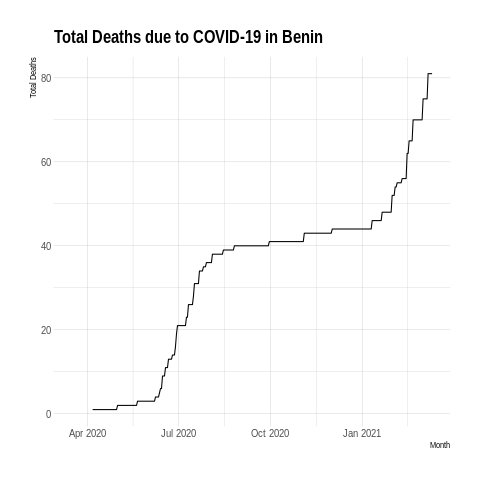 Total Deaths due to COVID-19 in Benin
Total Deaths
80
60
40
20
0
Apr 2020
Jul 2020
Oct 2020
Jan 2021
Month